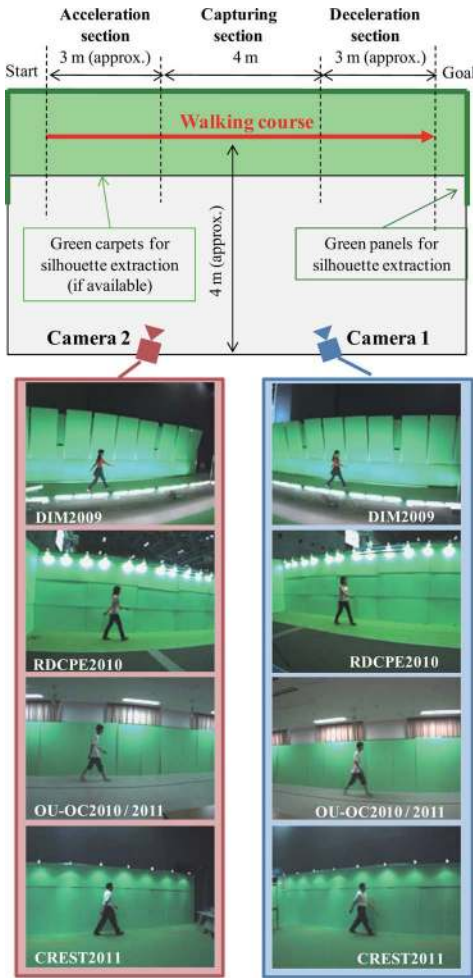 Acceleration
section
Capturing
section
Deceleration
section
3 m (approx.)
4 m
3 m (approx.)
Start
Goal
Walking course
4 m (approx.)
Green carpets for
silhouette extraction
(if available)
Green panels for
silhouette extraction
Camera 2
Camera 1
DIM2009
DIM2009
RDCPE2010
RDCPE2010
OU-OC2010/2011
OU-OC2010/2011
CREST2011
CREST2011